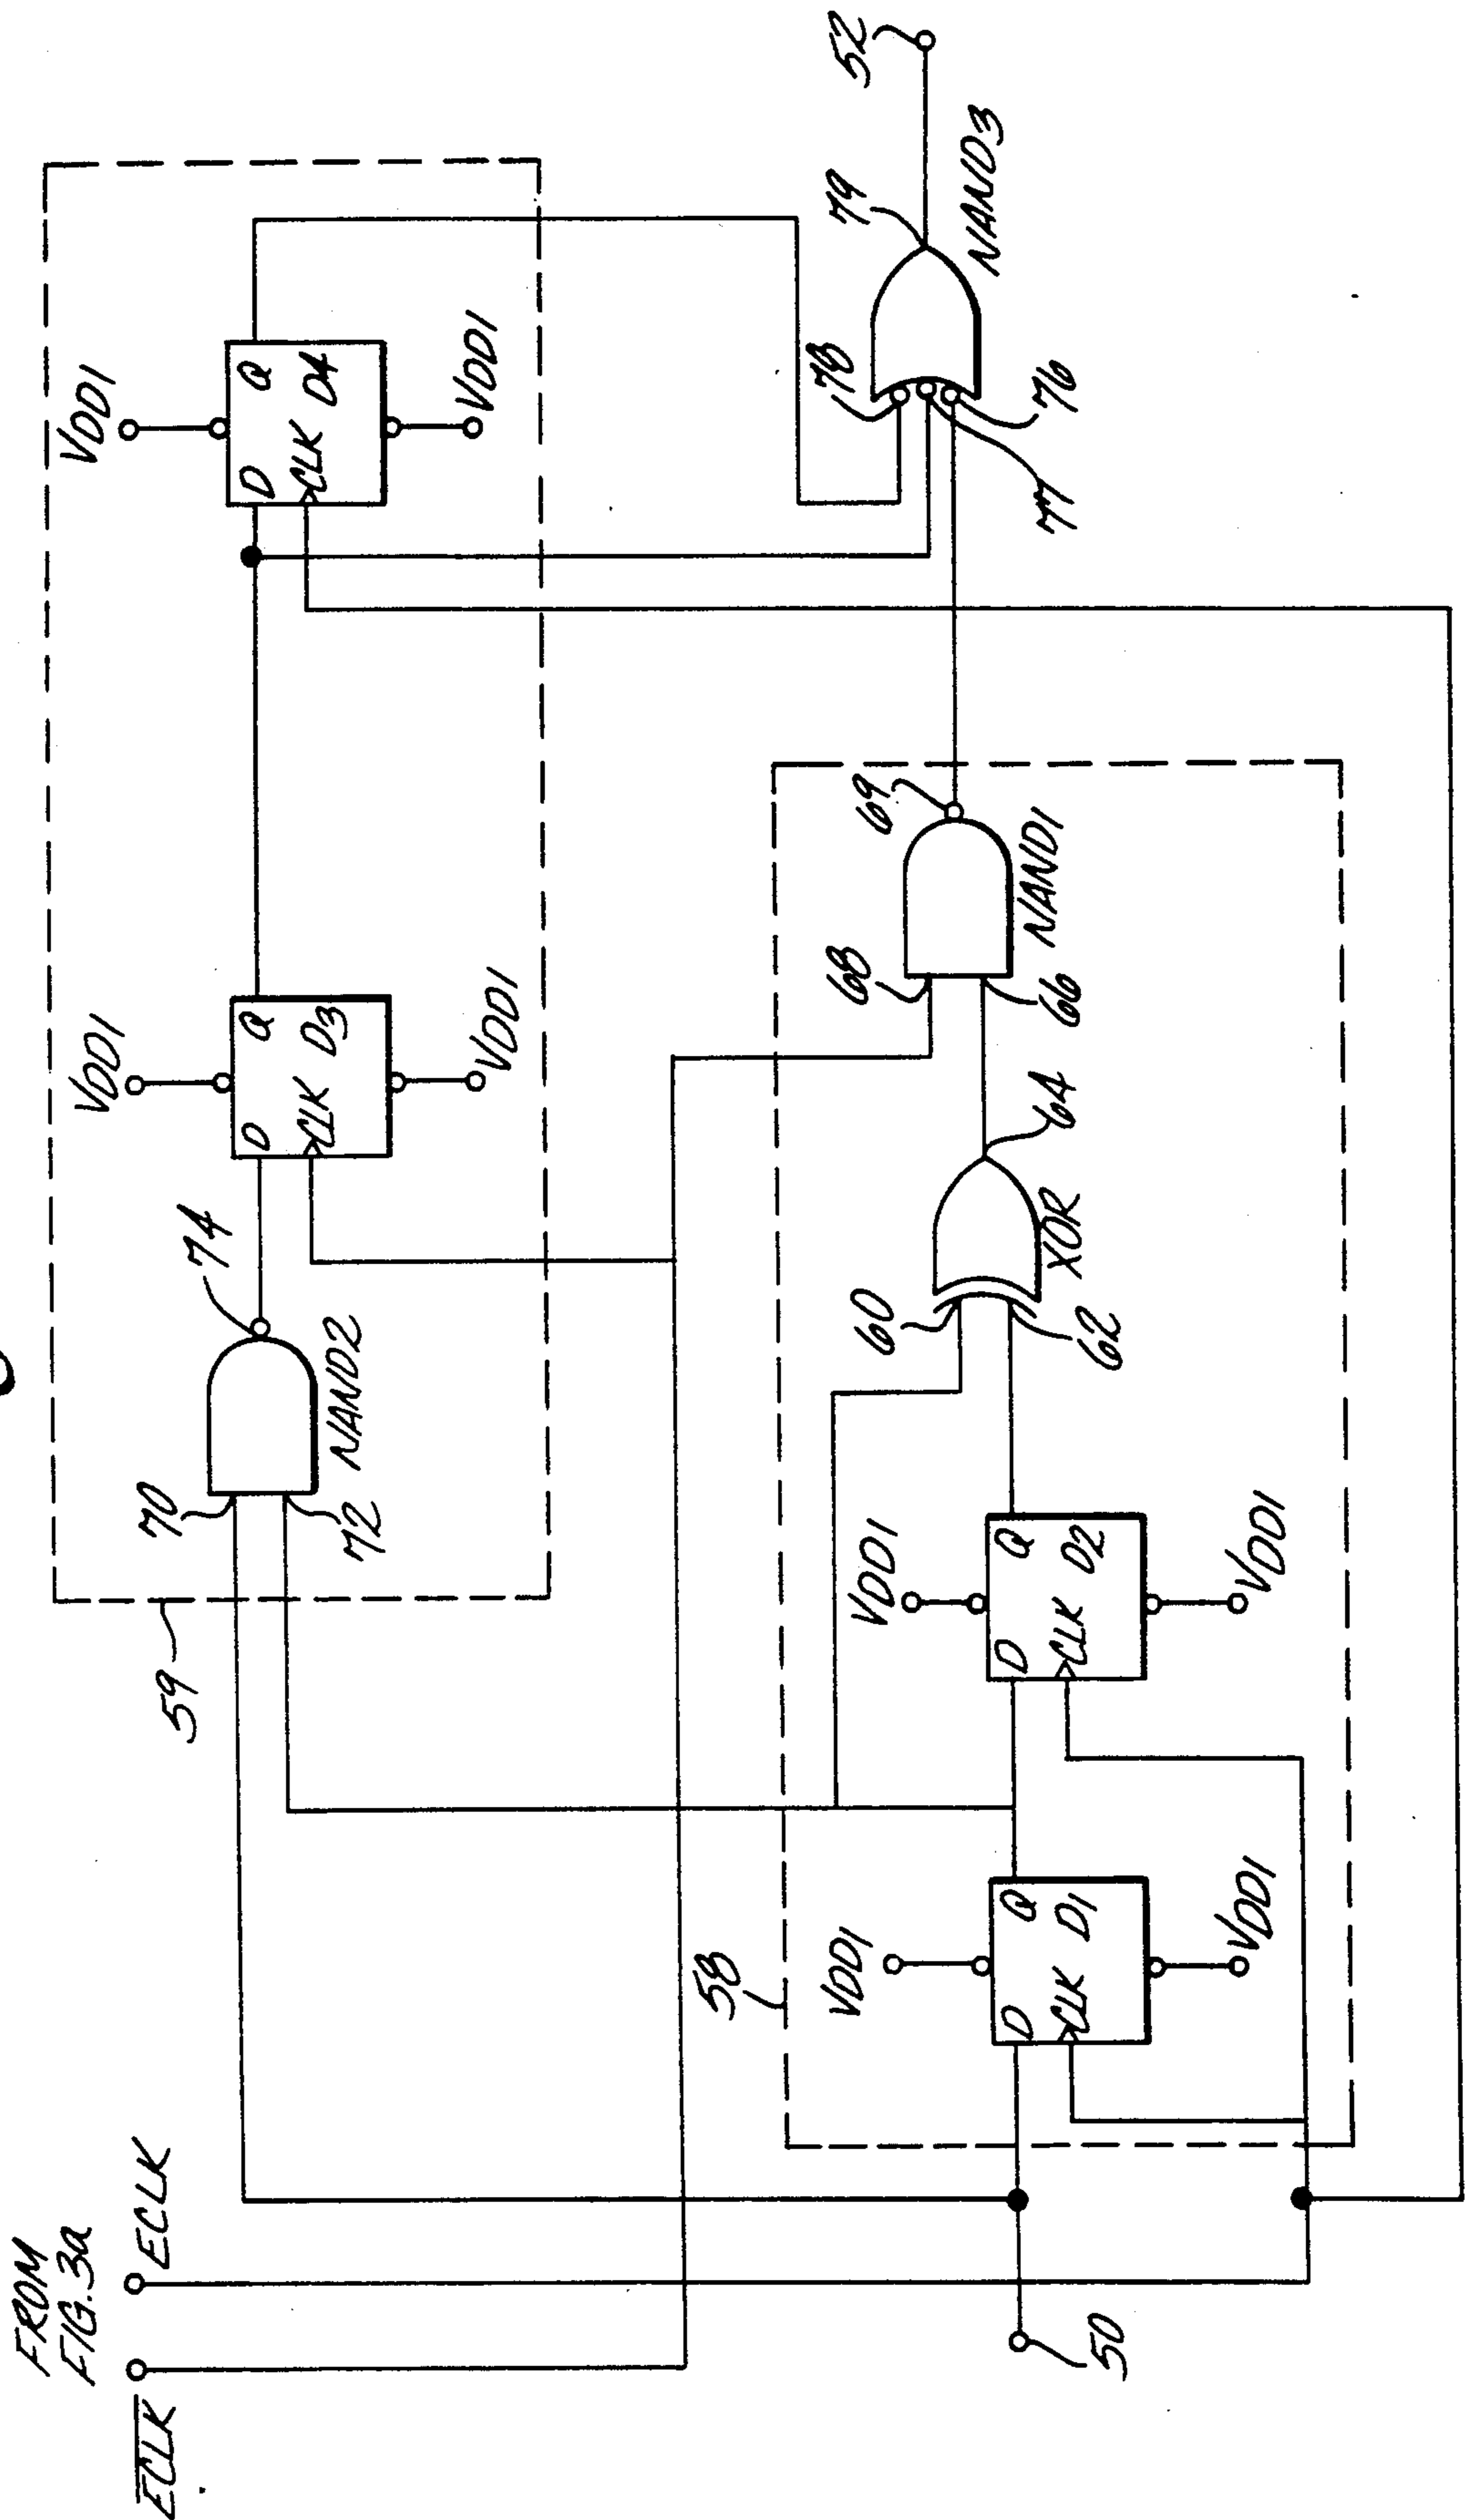 FROM
FIG. 3a
E̅C̅L̅K̅
ECLK
59
70
72
NAND2
74
VDD1
D Q
CLK D3
VDD1
VDD1
D Q
CLK D4
VDD1
58
50
VDD1
D Q
CLK D1
VDD1
VDD1
D Q
CLK D2
VDD1
60
62
XOR
64
68
66
NAND1
69
78
77
76
79
NAND3
52